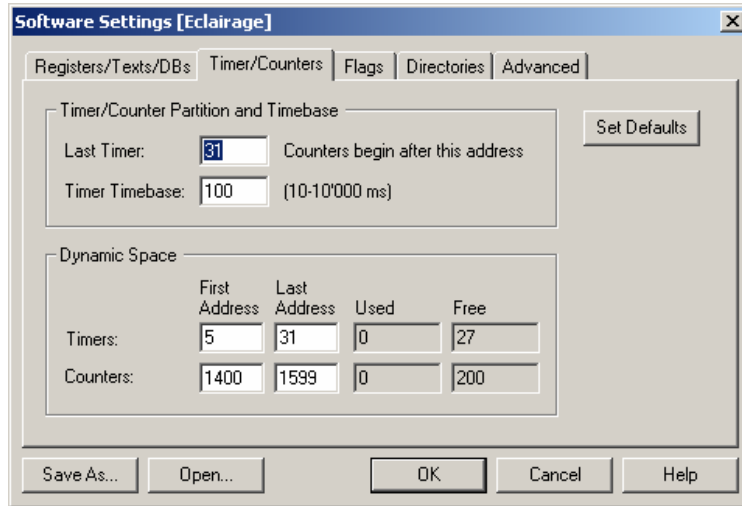 Software Settings [Eclairage]
Registers/Texts/DBs Timer/Counters Flags Directories Advanced
Timer/Counter Partition and Timebase
Set Defaults
Last Timer: 31 Counters begin after this address
Timer Timebase: 100 (10-10'000 ms)
Dynamic Space
First Last
Address Address Used Free
Timers: 5 31 0 27
Counters: 1400 1599 0 200
Save As... Open... OK Cancel Help